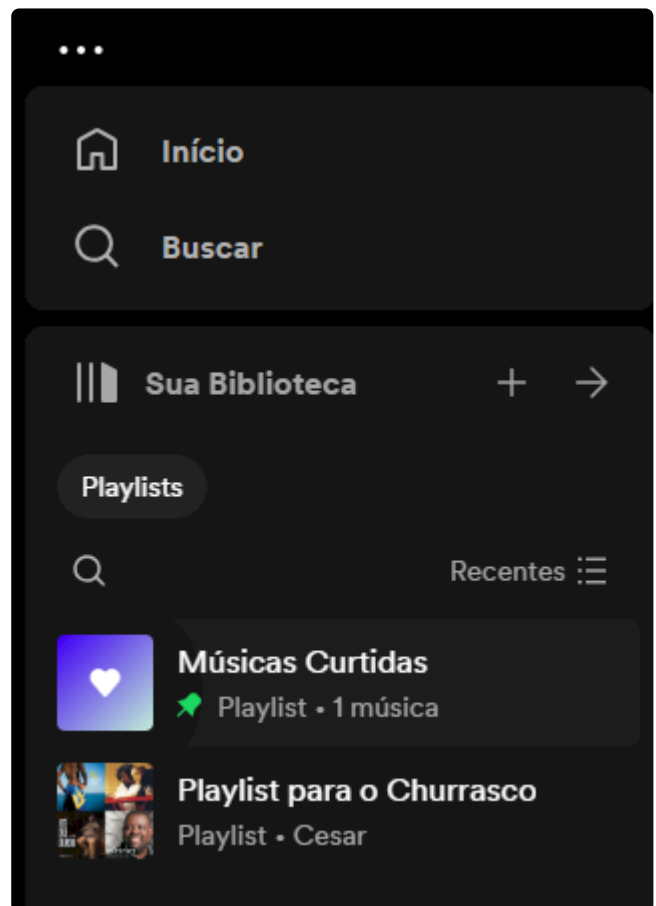 Início
Buscar
Sua Biblioteca
Playlists
Recentes
Músicas Curtidas
Playlist • 1 música
Playlist para o Churrasco
Playlist • Cesar